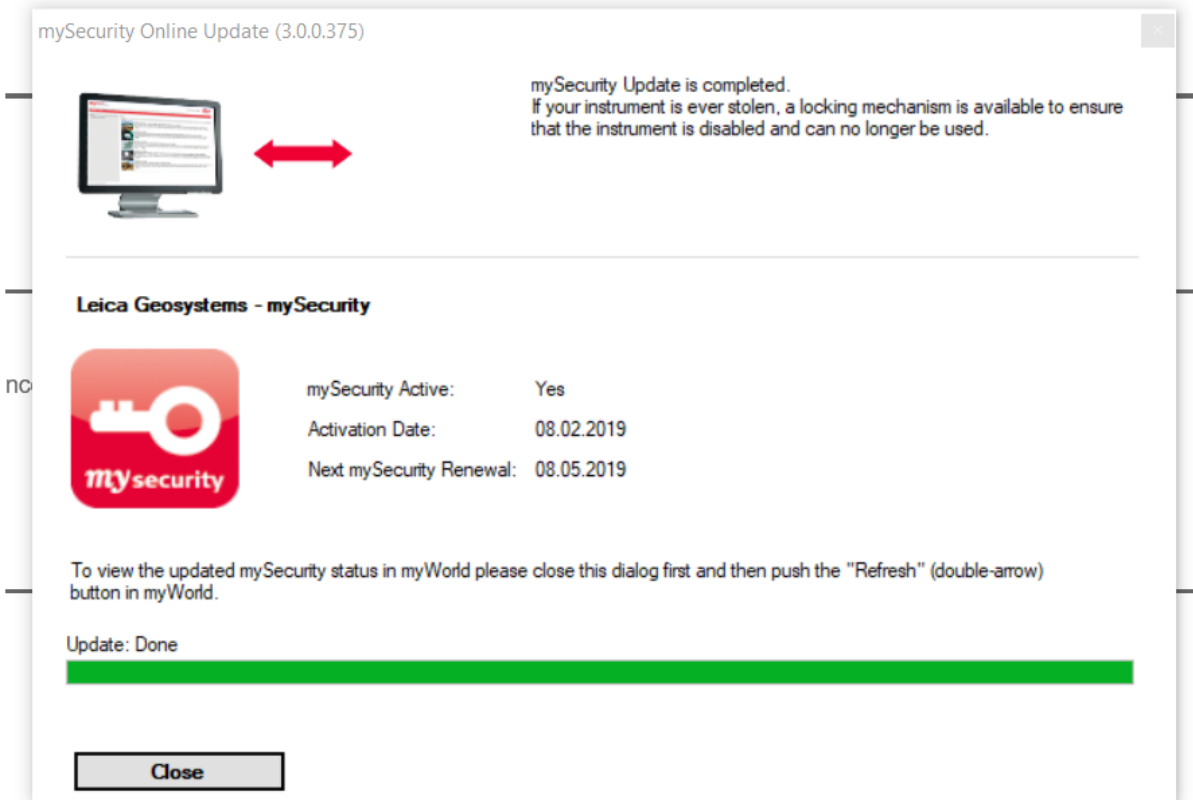 mySecurity Online Update (3.0.0.375)
mySecurity Update is completed.
If your instrument is ever stolen, a locking mechanism is available to ensure
that the instrument is disabled and can no longer be used.
Leica Geosystems - mySecurity
nc
mySecurity Active: Yes
Activation Date: 08.02.2019
Next mySecurity Renewal: 08.05.2019
mysecurity
To view the updated mySecurity status in myWorld please close this dialog first and then push the "Refresh" (double-arrow)
button in myWorld.
Update: Done
Close